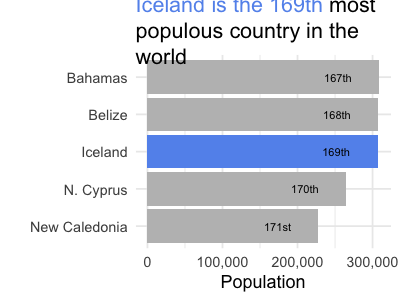 Iceland is the 169th most
populous country in the
world
Bahamas 167th
Belize 168th
Iceland 169th
N. Cyprus 170th
New Caledonia 171st
0 100,000 200,000 300,000
Population